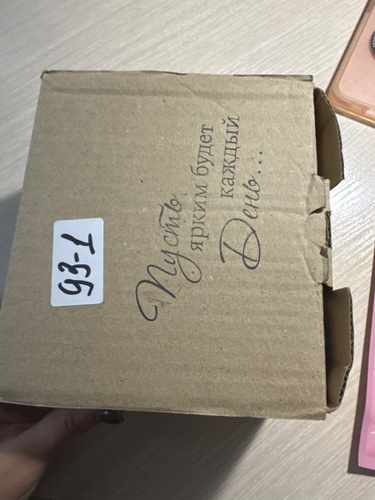 Пусть
ярким будет
каждый
День...
93-1